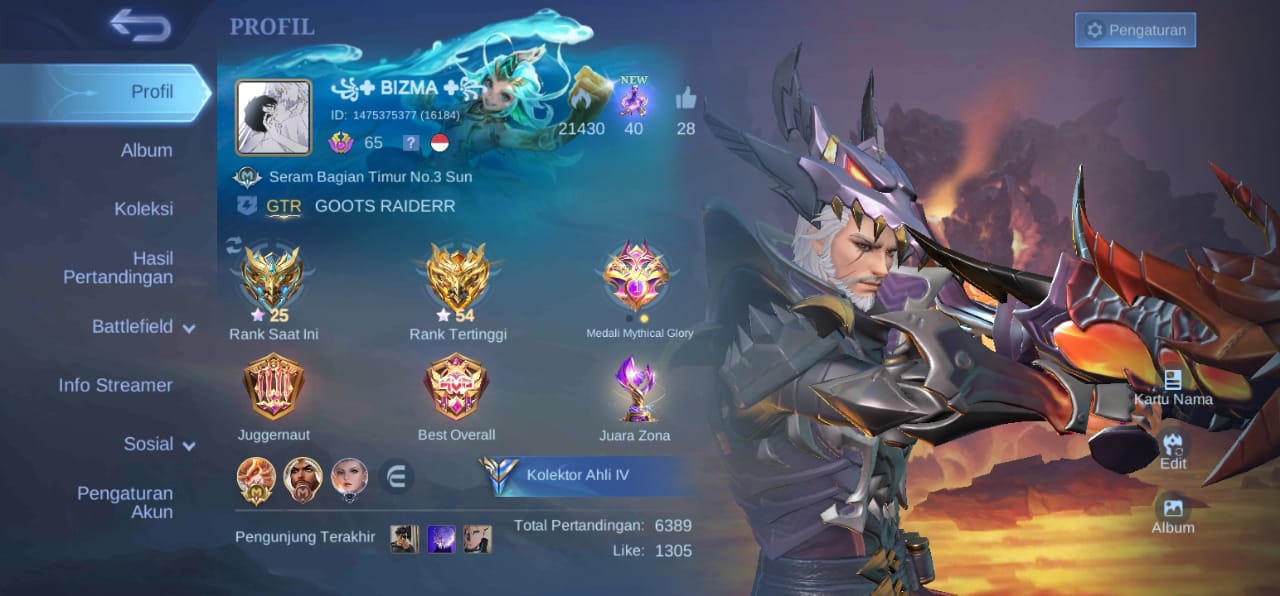 PROFIL
Pengaturan
Profil
Album
Koleksi
Hasil
Pertandingan
Battlefield
Info Streamer
Sosial
Pengaturan
Akun
BIZMA
ID: 1475375377 (16184)
65
?
21430
NEW
40
28
Seram Bagian Timur No.3 Sun
GTR GOOTS RAIDERR
25
Rank Saat Ini
54
Rank Tertinggi
1
Medali Mythical Glory
Juggernaut
Best Overall
Juara Zona
Kolektor Ahli IV
Pengunjung Terakhir
Total Pertandingan: 6389
Like: 1305
Kartu Nama
Edit
Album